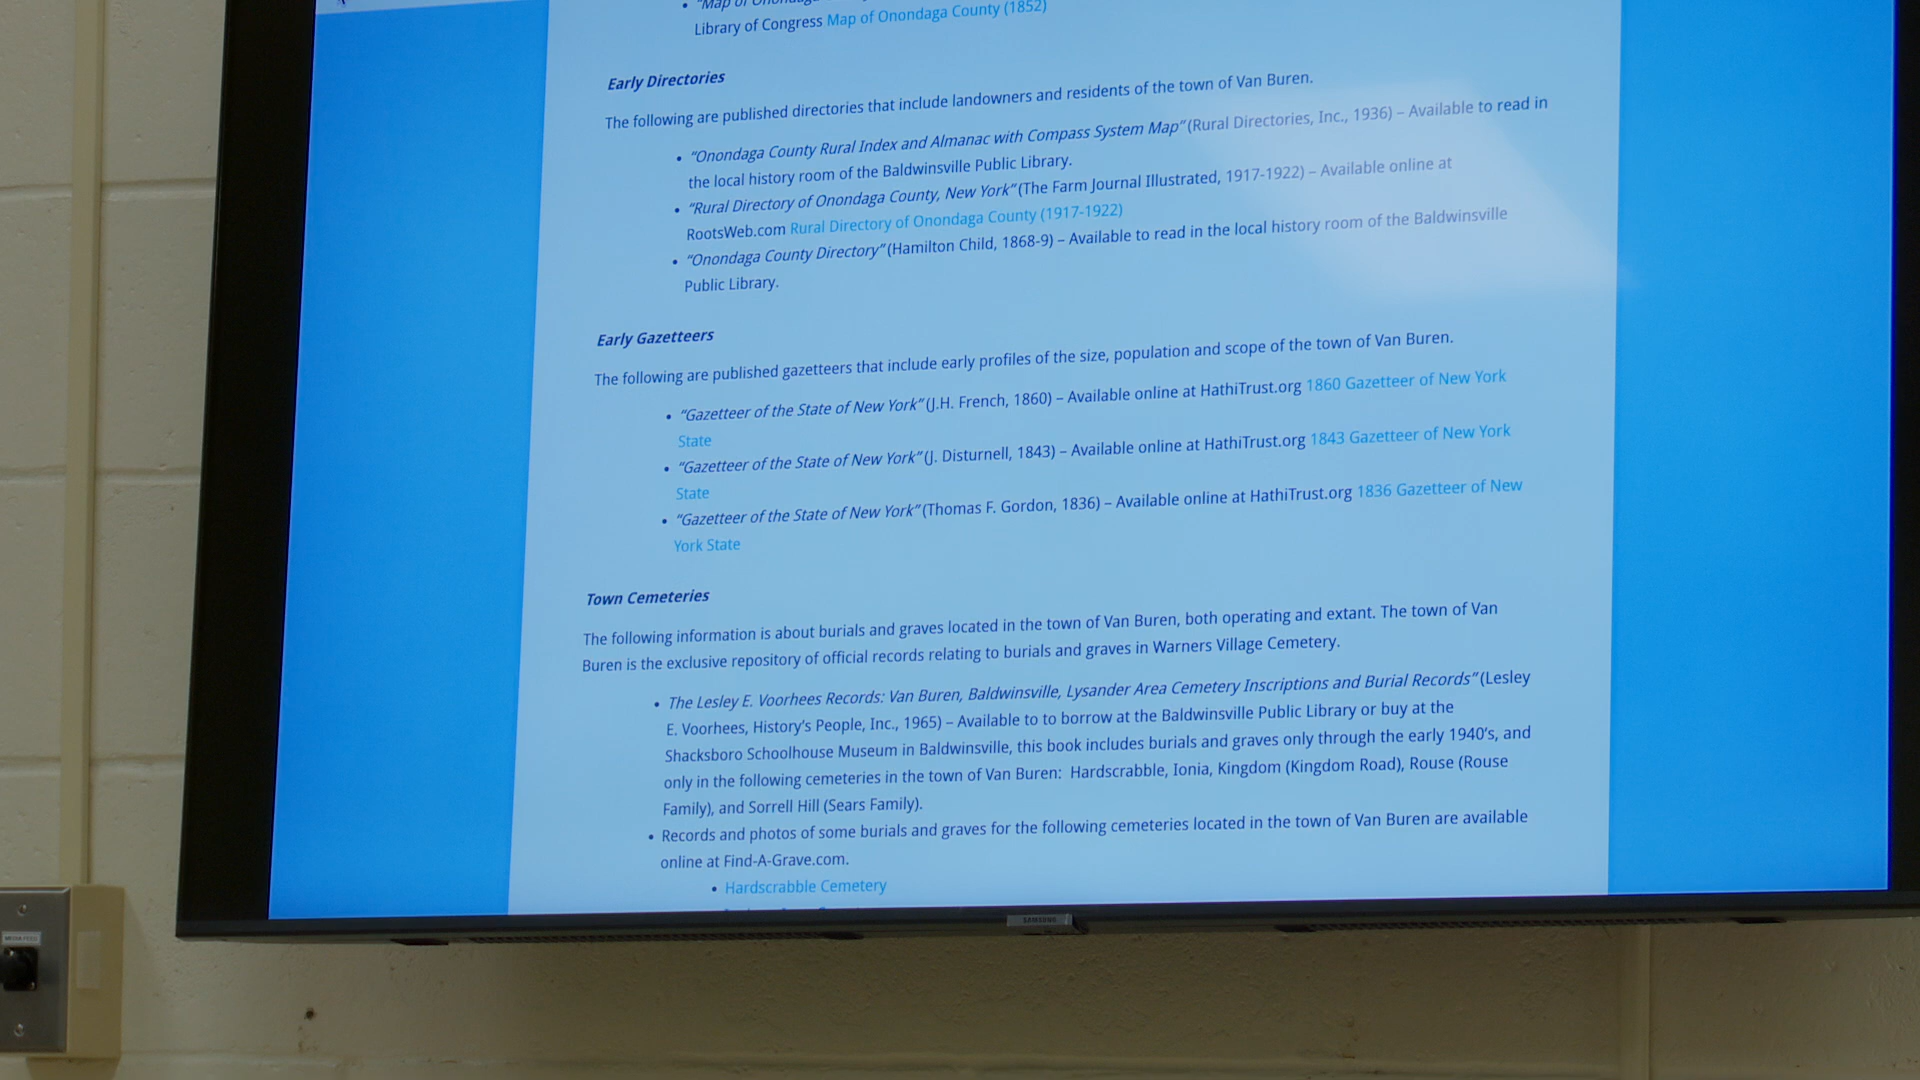 Library of Congress Map of Onondaga County (1852)
Early Directories
The following are published directories that include landowners and residents of the town of Van Buren.
• “Onondaga County Rural Index and Almanac with Compass System Map” (Rural Directories, Inc., 1936) – Available to read in
the local history room of the Baldwinsville Public Library.
• “Rural Directory of Onondaga County, New York” (The Farm Journal Illustrated, 1917-1922) – Available online at
RootsWeb.com Rural Directory of Onondaga County (1917-1922)
• “Onondaga County Directory” (Hamilton Child, 1868-9) – Available to read in the local history room of the Baldwinsville
Public Library.
Early Gazetteers
The following are published gazetteers that include early profiles of the size, population and scope of the town of Van Buren.
• “Gazetteer of the State of New York” (J.H. French, 1860) – Available online at HathiTrust.org 1860 Gazetteer of New York
State
• “Gazetteer of the State of New York” (J. Disturnell, 1843) – Available online at HathiTrust.org 1843 Gazetteer of New York
State
• “Gazetteer of the State of New York” (Thomas F. Gordon, 1836) – Available online at HathiTrust.org 1836 Gazetteer of New
York State
Town Cemeteries
The following information is about burials and graves located in the town of Van Buren, both operating and extant. The town of Van
Buren is the exclusive repository of official records relating to burials and graves in Warners Village Cemetery.
• The Lesley E. Voorhees Records: Van Buren, Baldwinsville, Lysander Area Cemetery Inscriptions and Burial Records” (Lesley
E. Voorhees, History’s People, Inc., 1965) – Available to to borrow at the Baldwinsville Public Library or buy at the
Shacksboro Schoolhouse Museum in Baldwinsville, this book includes burials and graves only through the early 1940’s, and
only in the following cemeteries in the town of Van Buren: Hardscrabble, Ionia, Kingdom (Kingdom Road), Rouse (Rouse
Family), and Sorrell Hill (Sears Family).
• Records and photos of some burials and graves for the following cemeteries located in the town of Van Buren are available
online at Find-A-Grave.com.
• Hardscrabble Cemetery
SAMSUNG
MEDIA FEED